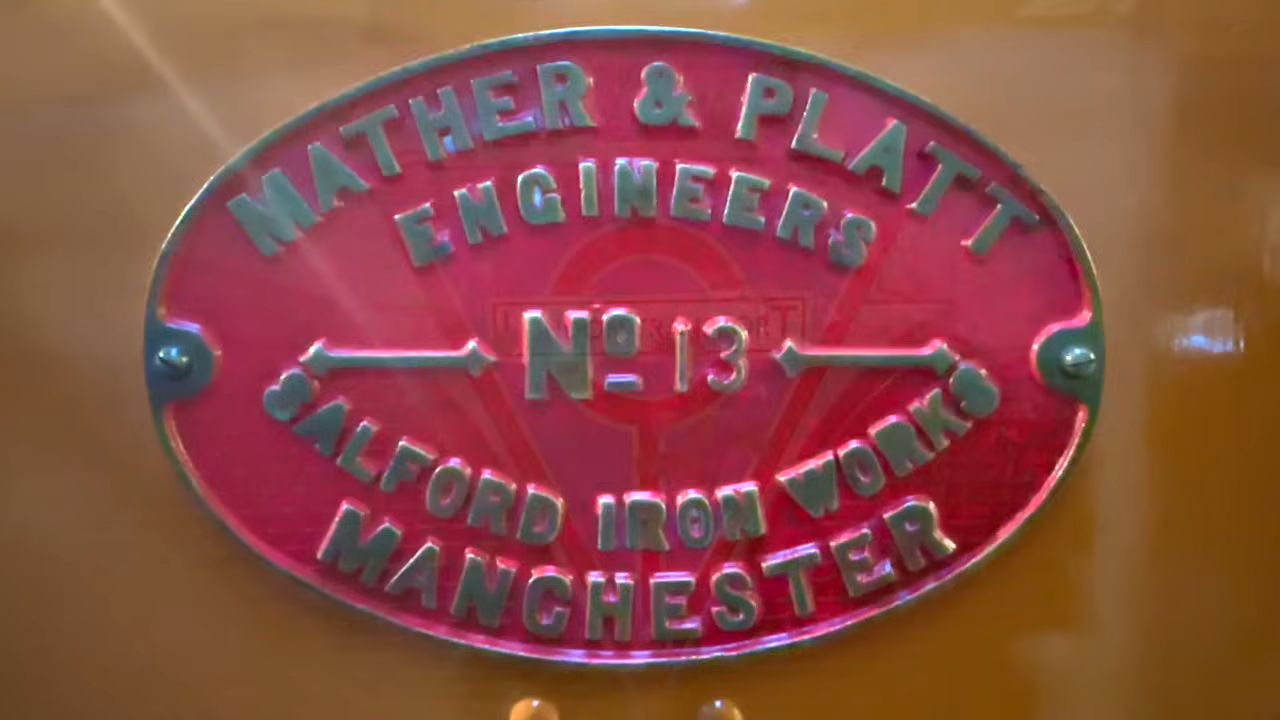 MATHER & PLATT
ENGINEERS
No 13
SALFORD IRON WORKS
MANCHESTER